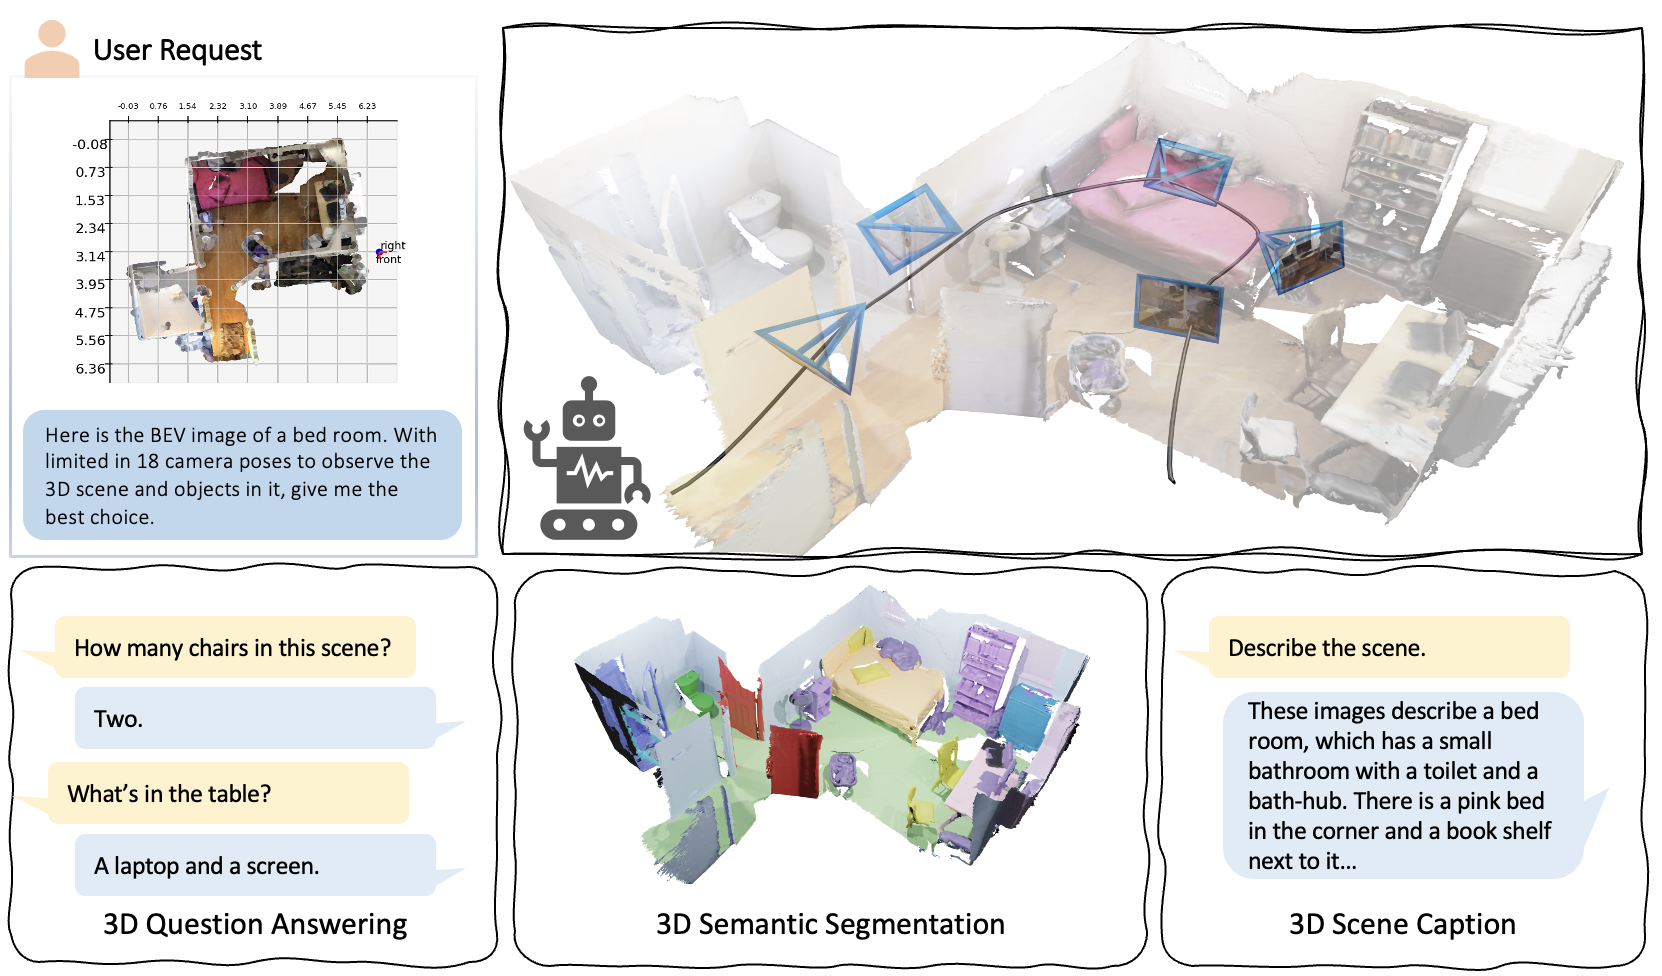 User Request
-0.03 0.76 1.54 2.32 3.10 3.89 4.67 5.45 6.23
-0.08
0.73
1.53
2.34
3.14
3.95
4.75
5.56
6.36
right
front
Here is the BEV image of a bed room. With
limited in 18 camera poses to observe the
3D scene and objects in it, give me the
best choice.
How many chairs in this scene?
Two.
What's in the table?
A laptop and a screen.
3D Question Answering
3D Semantic Segmentation
Describe the scene.
These images describe a bed
room, which has a small
bathroom with a toilet and a
bath-hub. There is a pink bed
in the corner and a book shelf
next to it...
3D Scene Caption